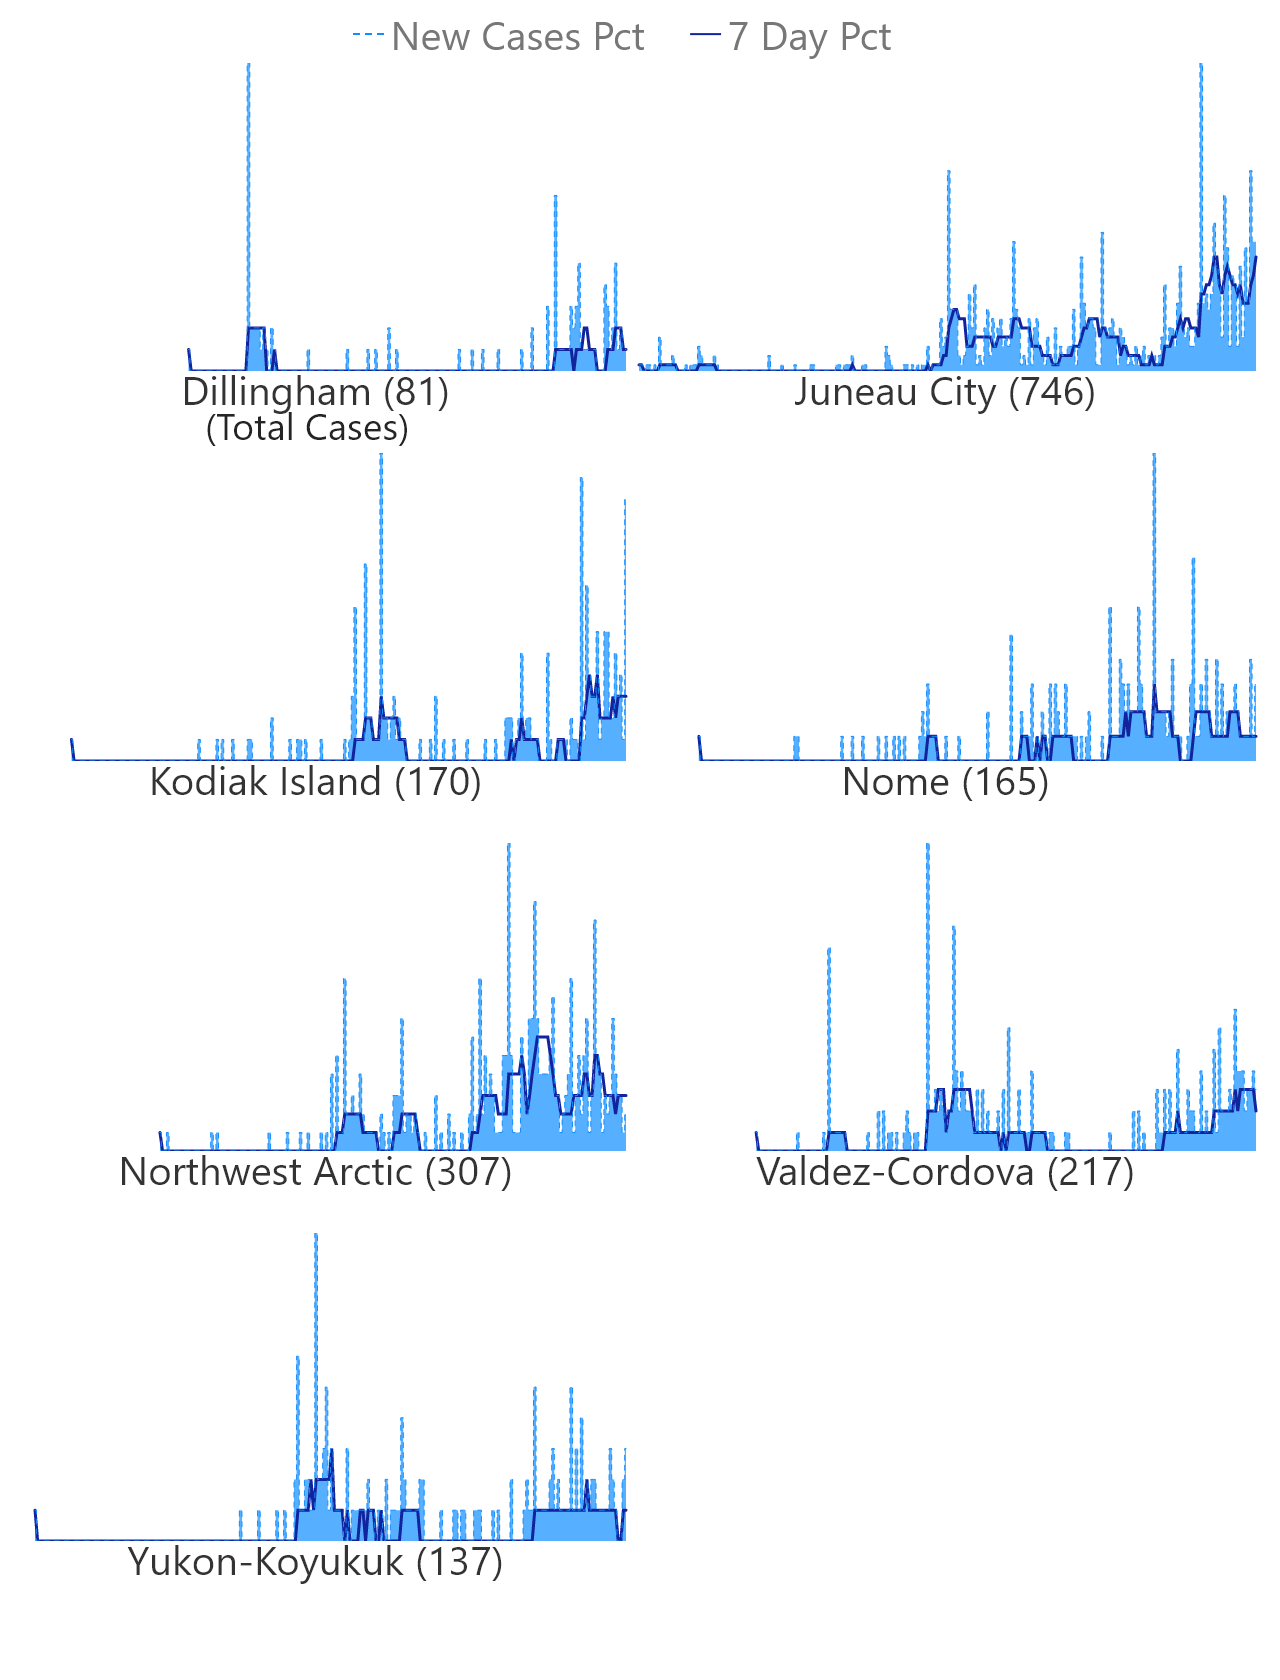 New Cases Pct 7 Day Pct
Dillingham (81)
(Total Cases)
Juneau City (746)
Kodiak Island (170)
Nome (165)
Northwest Arctic (307)
Valdez-Cordova (217)
Yukon-Koyukuk (137)